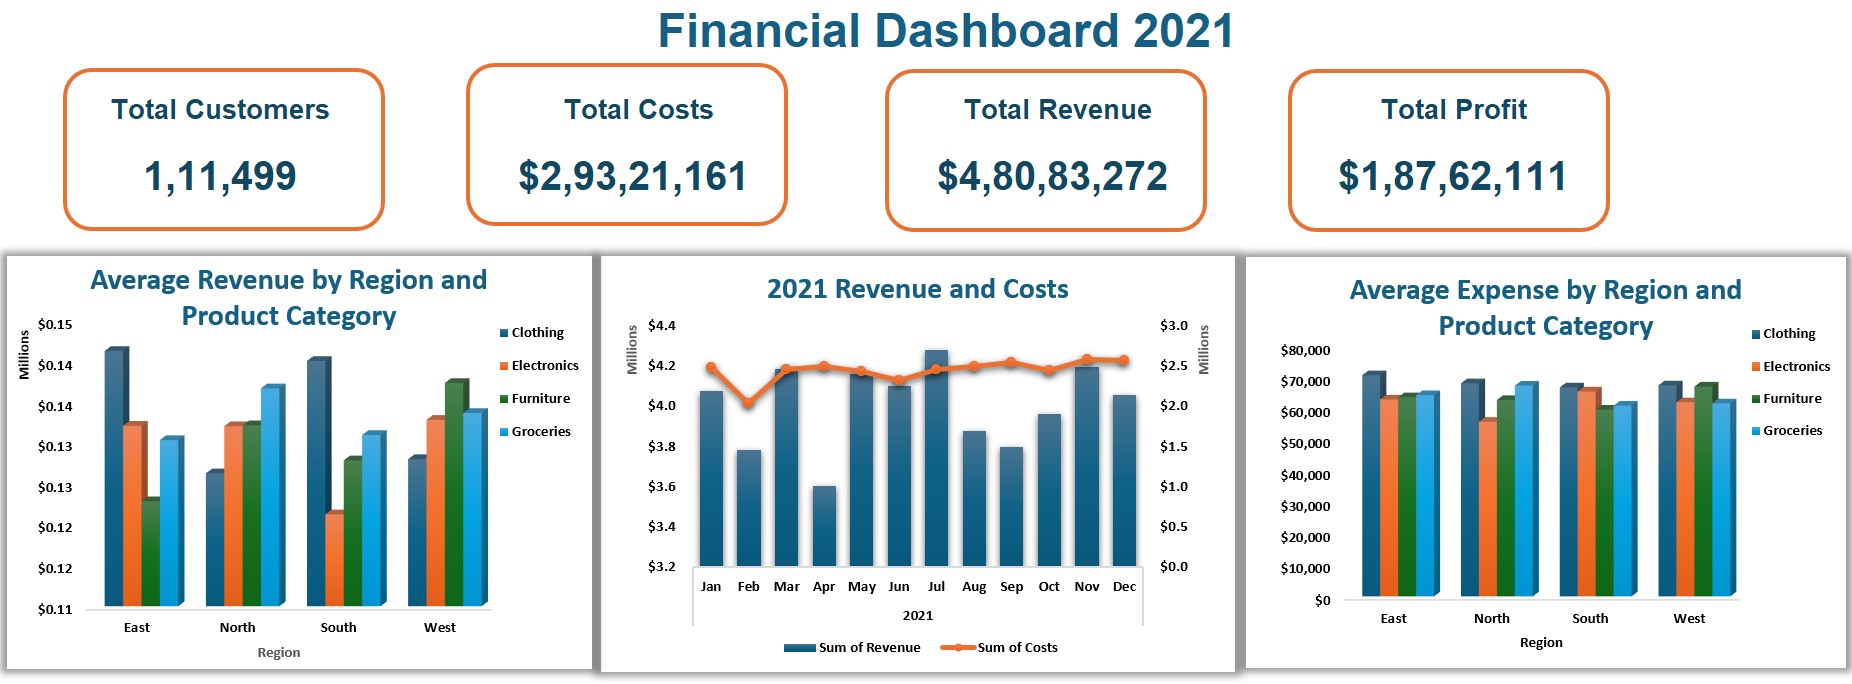 Financial Dashboard 2021
Total Customers
1,11,499
Total Costs
$2,93,21,161
Total Revenue
$4,80,83,272
Total Profit
$1,87,62,111
Average Revenue by Region and
Product Category
Millions
$0.15
$0.14
$0.14
$0.13
$0.13
$0.12
$0.12
$0.11
East
North
South
West
Region
Clothing
Electronics
Furniture
Groceries
2021 Revenue and Costs
Millions
$4.4
$4.2
$4.0
$3.8
$3.6
$3.4
$3.2
$3.0
$2.5
$2.0
$1.5
$1.0
$0.5
$0.0
Millions
Jan
Feb
Mar
Apr
May
Jun
Jul
Aug
Sep
Oct
Nov
Dec
2021
Sum of Revenue
Sum of Costs
Average Expense by Region and
Product Category
$80,000
$70,000
$60,000
$50,000
$40,000
$30,000
$20,000
$10,000
$0
East
North
South
West
Region
Clothing
Electronics
Furniture
Groceries